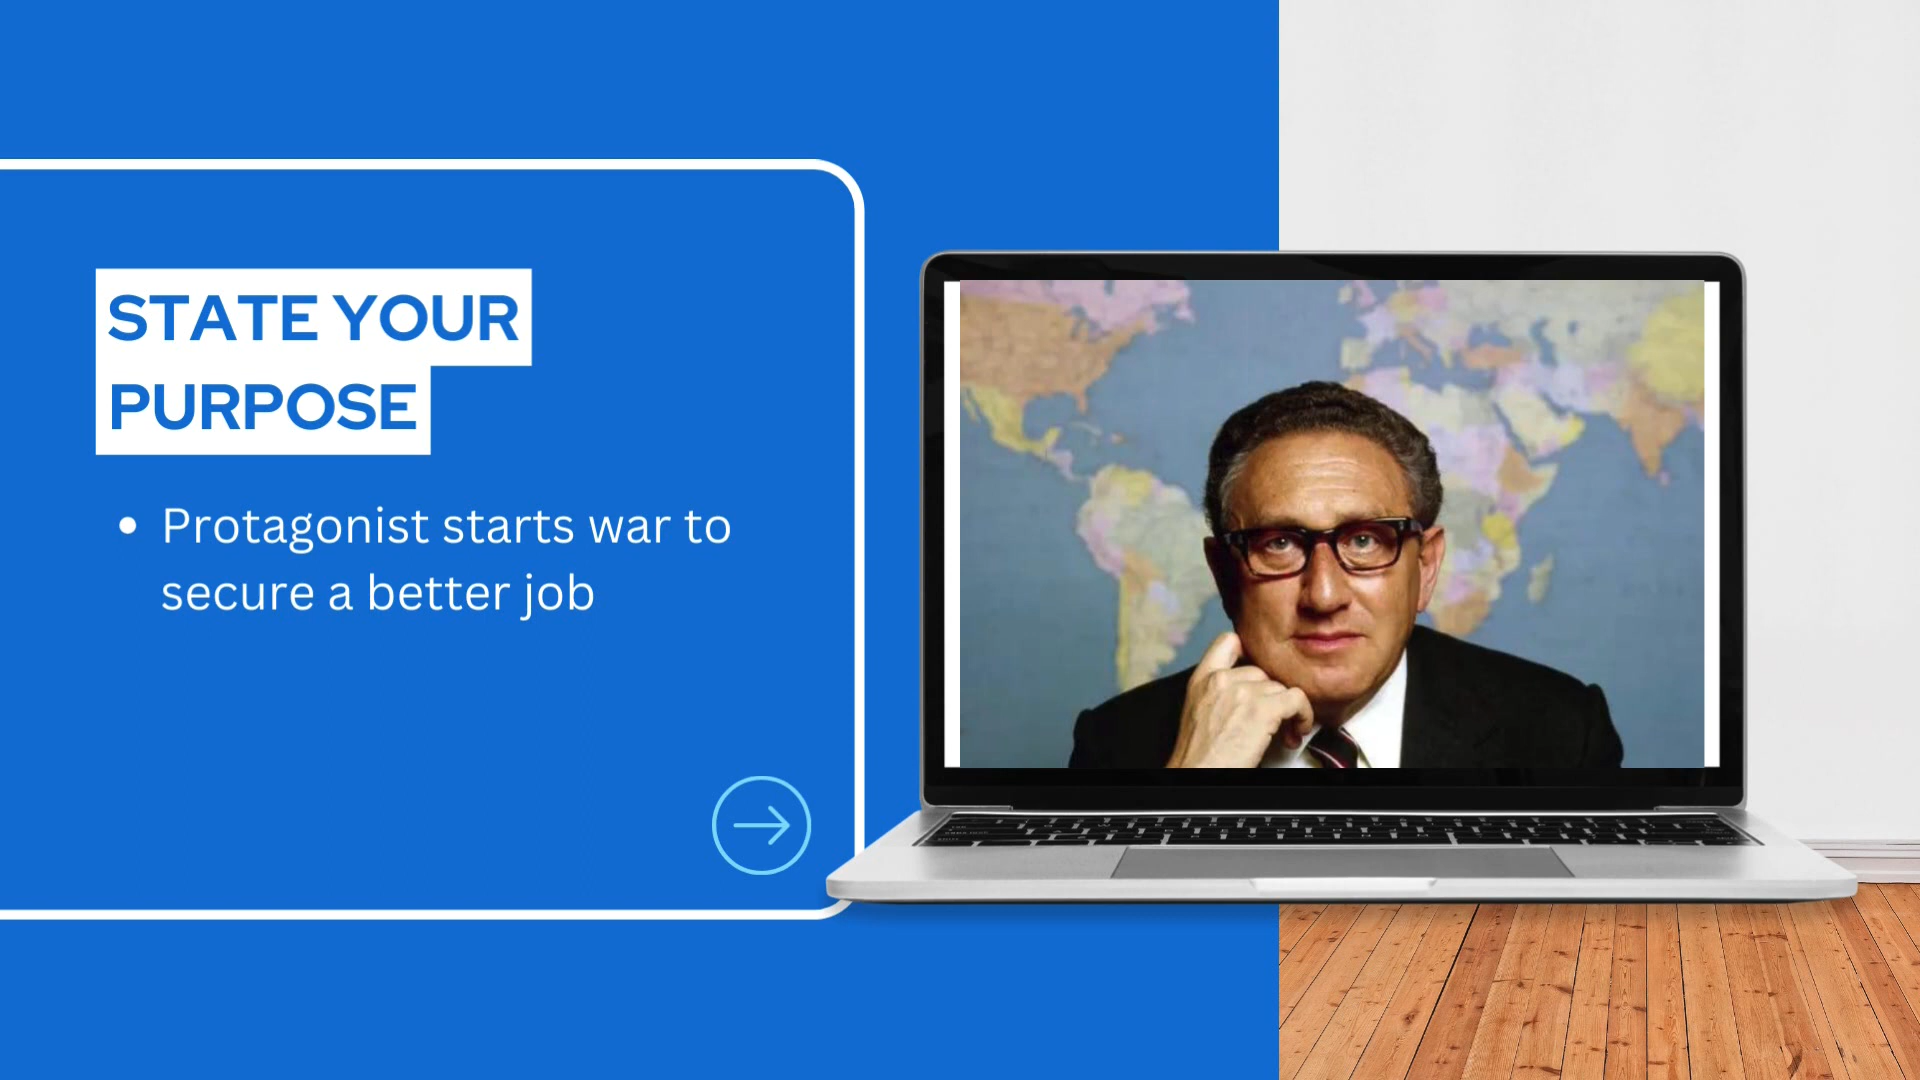 STATE YOUR
PURPOSE
• Protagonist starts war to
secure a better job